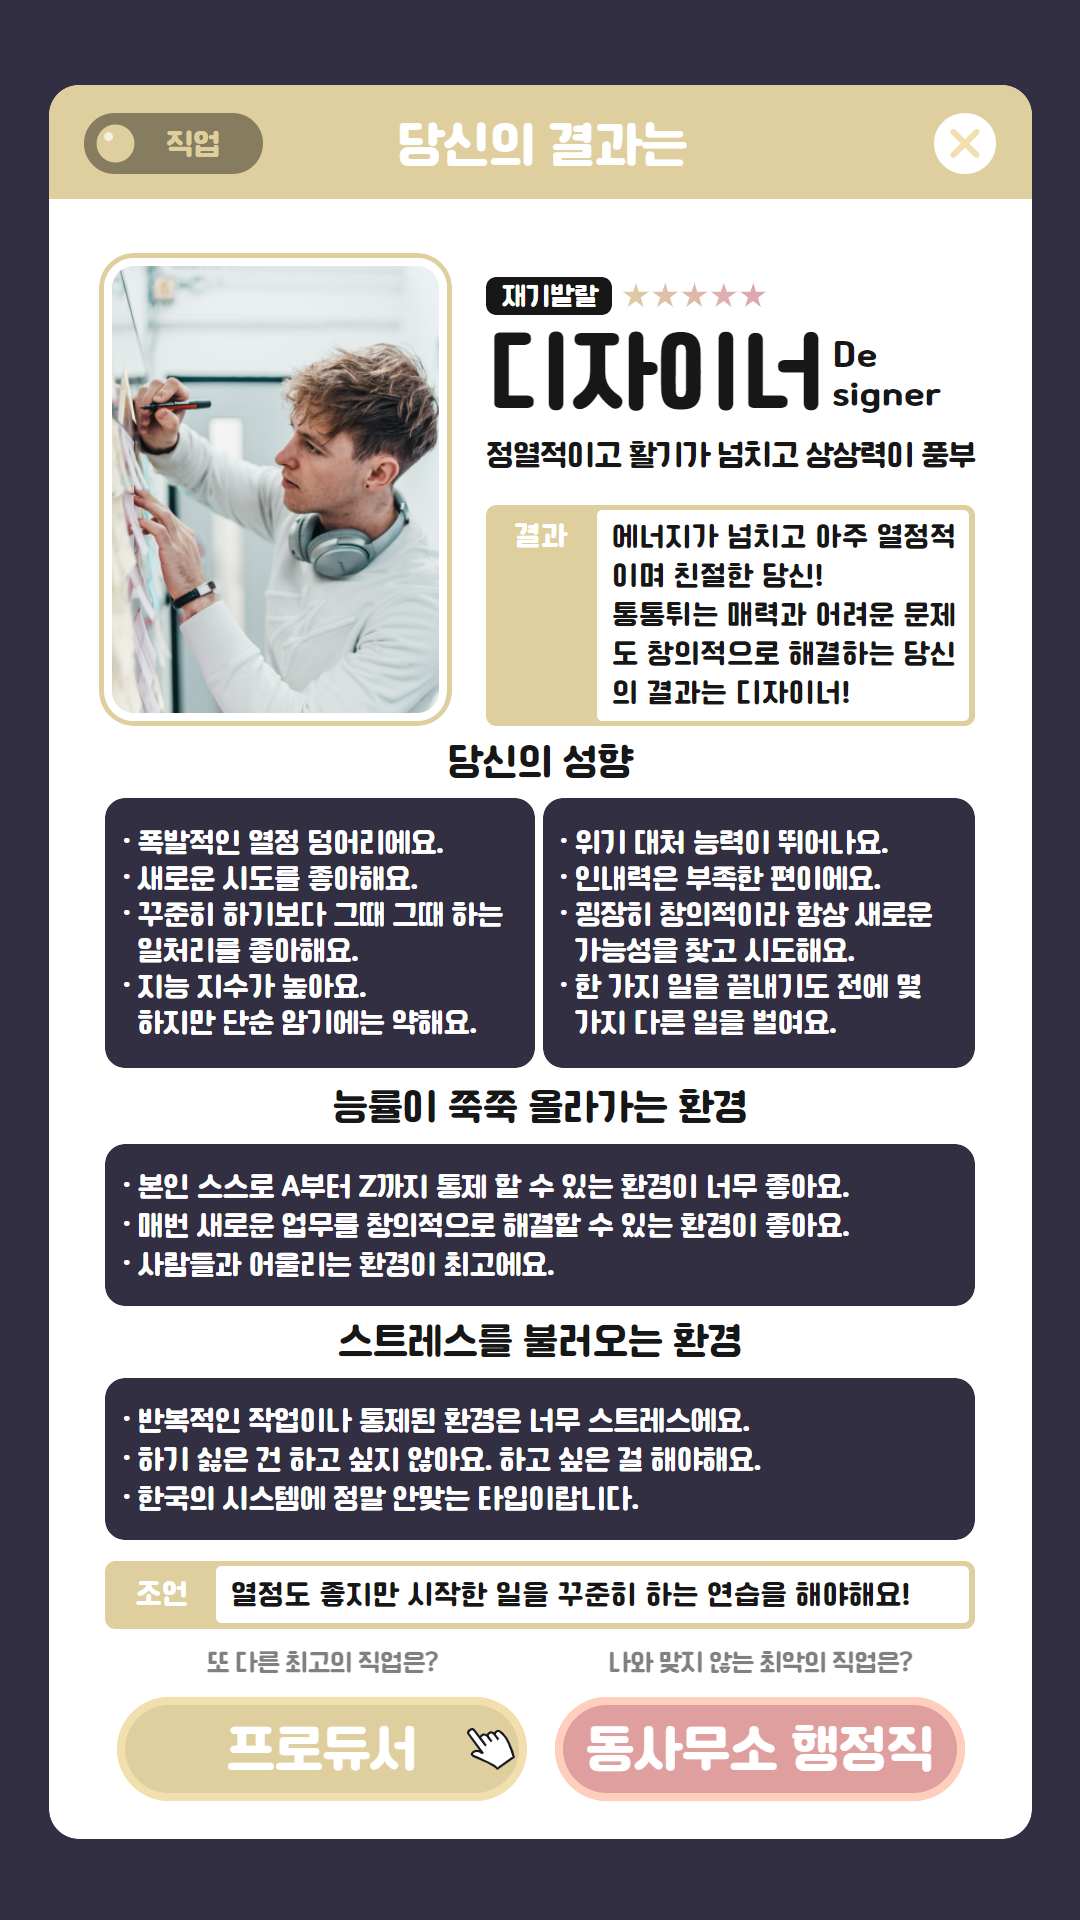 직업
당신의 결과는
재기발랄
디자이너
De
signer
정열적이고 활기가 넘치고 상상력이 풍부
결과
에너지가 넘치고 아주 열정적
이며 친절한 당신!
통통튀는 매력과 어려운 문제
도 창의적으로 해결하는 당신
의 결과는 디자이너!
당신의 성향
· 폭발적인 열정 덩어리에요.
· 새로운 시도를 좋아해요.
· 꾸준히 하기보다 그때 그때 하는
일처리를 좋아해요.
· 지능 지수가 높아요.
하지만 단순 암기에는 약해요.
· 위기 대처 능력이 뛰어나요.
· 인내력은 부족한 편이에요.
· 굉장히 창의적이라 항상 새로운
가능성을 찾고 시도해요.
· 한 가지 일을 끝내기도 전에 몇
가지 다른 일을 벌여요.
능률이 쭉쭉 올라가는 환경
· 본인 스스로 A부터 Z까지 통제 할 수 있는 환경이 너무 좋아요.
· 매번 새로운 업무를 창의적으로 해결할 수 있는 환경이 좋아요.
· 사람들과 어울리는 환경이 최고에요.
스트레스를 불러오는 환경
· 반복적인 작업이나 통제된 환경은 너무 스트레스에요.
· 하기 싫은 건 하고 싶지 않아요. 하고 싶은 걸 해야해요.
· 한국의 시스템에 정말 안맞는 타입이랍니다.
조언
열정도 좋지만 시작한 일을 꾸준히 하는 연습을 해야해요!
또 다른 최고의 직업은?
나와 맞지 않는 최악의 직업은?
프로듀서
동사무소 행정직